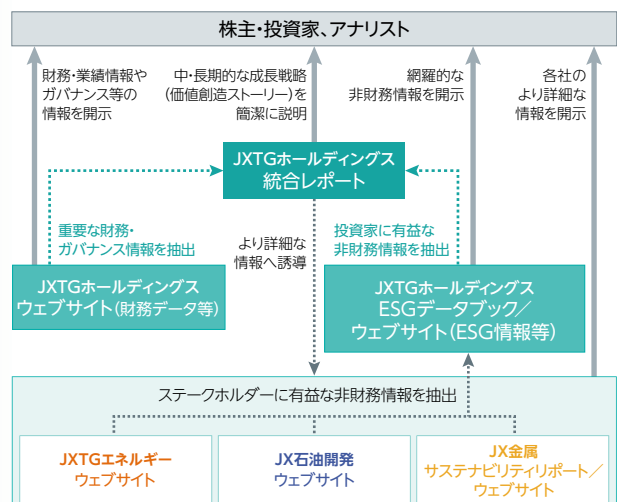 株主・投資家、アナリスト
財務・業績情報や
ガバナンス等の
情報を開示
中・長期的な成長戦略
(価値創造ストーリー)を
簡潔に説明
網羅的な
非財務情報を開示
各社の
より詳細な
情報を開示
JXTGホールディングス
統合レポート
重要な財務・
ガバナンス情報を抽出
より詳細な
情報へ誘導
投資家に有益な
非財務情報を抽出
JXTGホールディングス
ウェブサイト(財務データ等)
JXTGホールディングス
ESGデータブック/
ウェブサイト(ESG情報等)
ステークホルダーに有益な非財務情報を抽出
JXTGエネルギー
ウェブサイト
JX石油開発
ウェブサイト
JX金属
サステナビリティリポート/
ウェブサイト